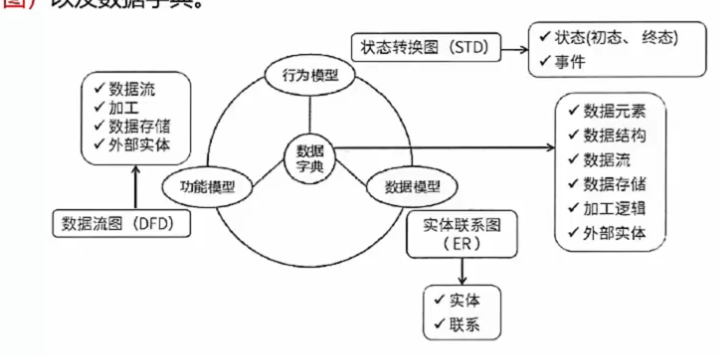 图）以及数据字典。
状态转换图（STD）
✓状态(初态、终态)
✓事件
行为模型
✓数据流
✓加工
✓数据存储
✓外部实体
✓数据元素
✓数据结构
✓数据流
✓数据存储
✓加工逻辑
✓外部实体
数据
字典
功能模型
数据模型
数据流图（DFD）
实体联系图
（ER）
✓实体
✓联系